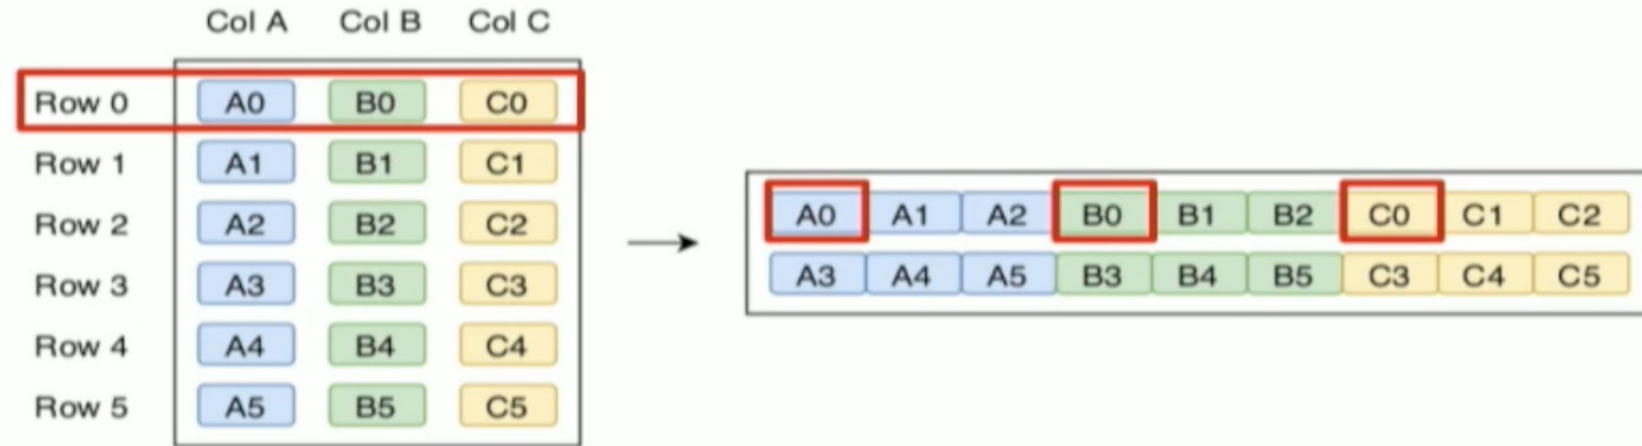 Col A Col B Col C
Row 0 A0 B0 C0
Row 1 A1 B1 C1
Row 2 A2 B2 C2
Row 3 A3 B3 C3
Row 4 A4 B4 C4
Row 5 A5 B5 C5
A0 A1 A2 B0 B1 B2 C0 C1 C2
A3 A4 A5 B3 B4 B5 C3 C4 C5